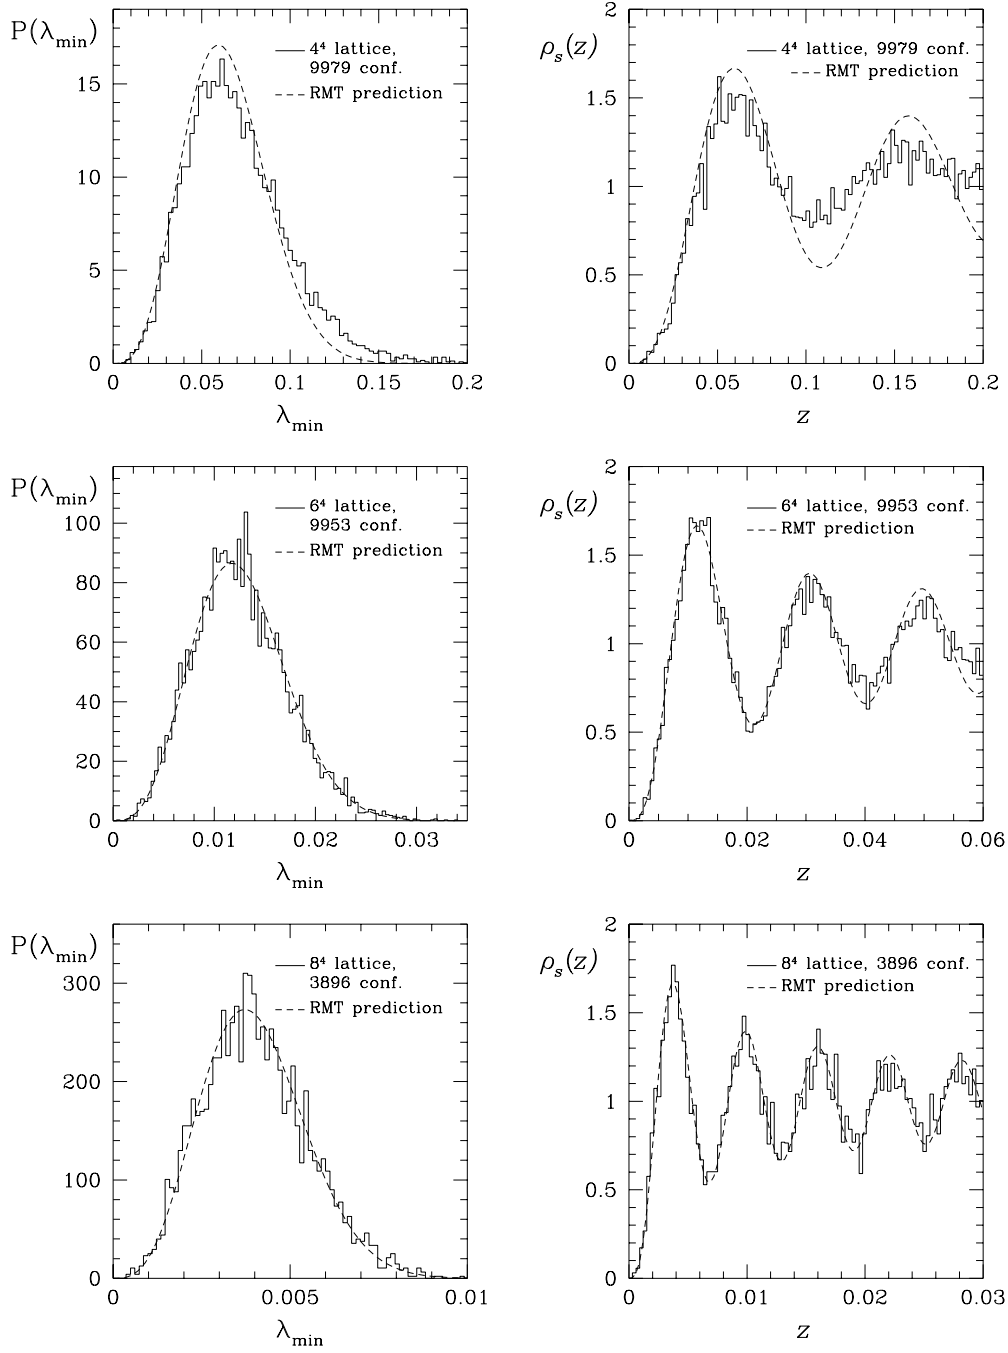 P(λmin)
15
10
5
0
4⁴ lattice,
9979 conf.
RMT prediction
0 0.05 0.1 0.15 0.2
λmin
ρs(z)
2
1.5
1
0.5
0
4⁴ lattice, 9979 conf.
RMT prediction
0 0.05 0.1 0.15 0.2
z
P(λmin)
100
80
60
40
20
0
6⁴ lattice,
9953 conf.
RMT prediction
0 0.01 0.02 0.03
λmin
ρs(z)
2
1.5
1
0.5
0
6⁴ lattice, 9953 conf.
RMT prediction
0 0.02 0.04 0.06
z
P(λmin)
300
200
100
0
8⁴ lattice,
3896 conf.
RMT prediction
0 0.005 0.01
λmin
ρs(z)
2
1.5
1
0.5
0
8⁴ lattice, 3896 conf.
RMT prediction
0 0.01 0.02 0.03
z